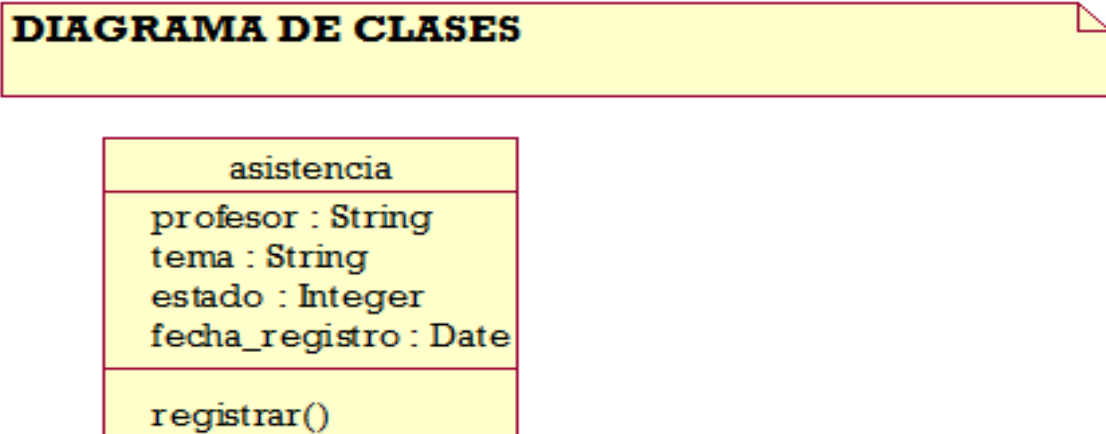 DIAGRAMA DE CLASES
asistencia
profesor : String
tema : String
estado : Integer
fecha_registro : Date
registrar()